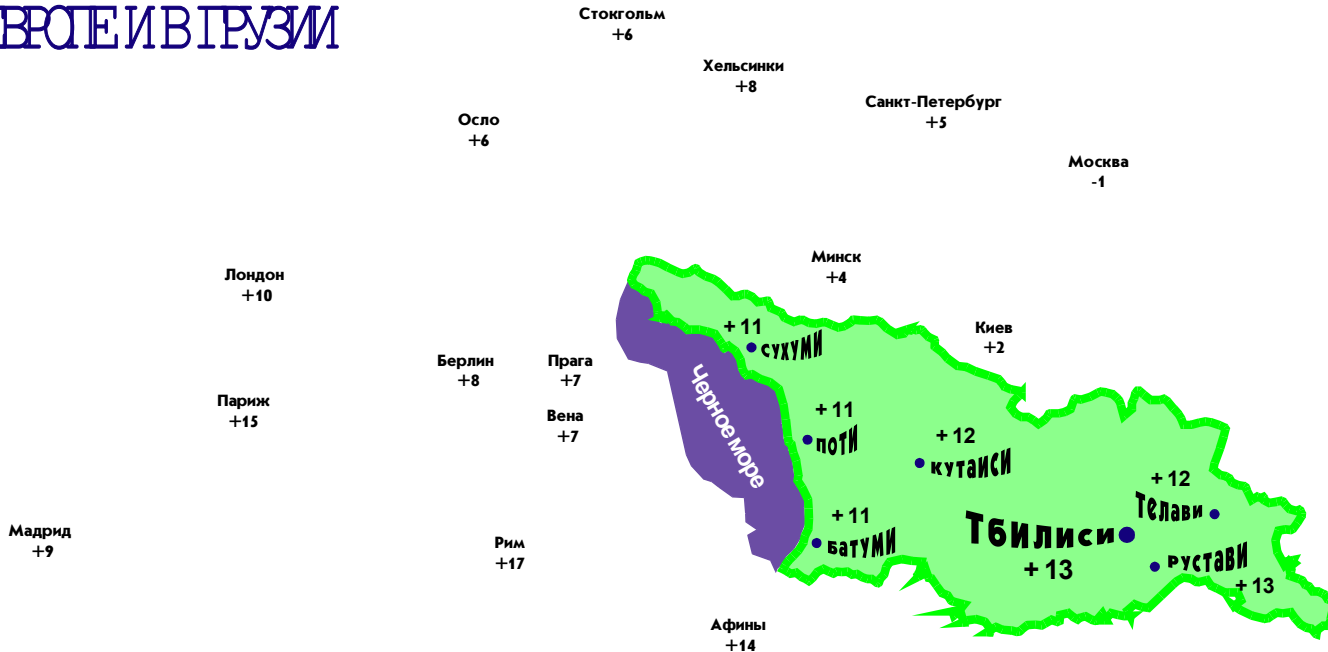 ВРОПЕ И В ГРУЗИИ
Стокгольм
+6
Хельсинки
+8
Санкт-Петербург
+5
Осло
+6
Москва
-1
Минск
+4
Лондон
+10
Киев
+2
+11
СУХУМИ
Берлин
+8
Прага
+7
Париж
+15
Вена
+7
Черное море
+11
ПОТИ
+12
КУТАИСИ
+12
Телави
Мадрид
+9
Рим
+17
+11
БАТУМИ
Тбилиси
+13
РУСТАВИ
+13
Афины
+14